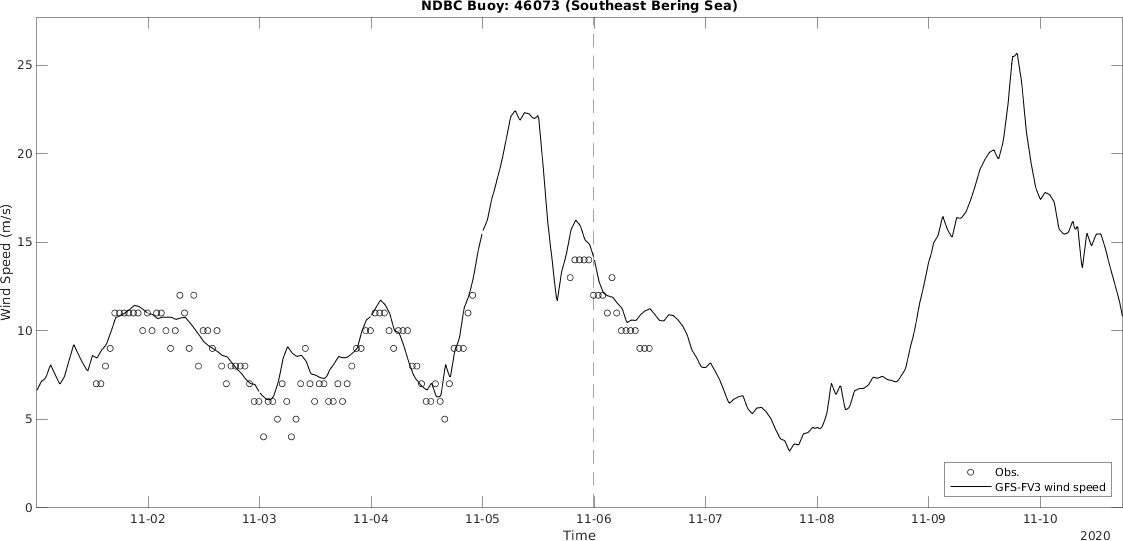 NDBC Buoy: 46073 (Southeast Bering Sea)
25
20
15
10
5
0
Wind Speed (m/s)
11-02 11-03 11-04 11-05 11-06 11-07 11-08 11-09 11-10
Time
2020
Obs.
GFS-FV3 wind speed